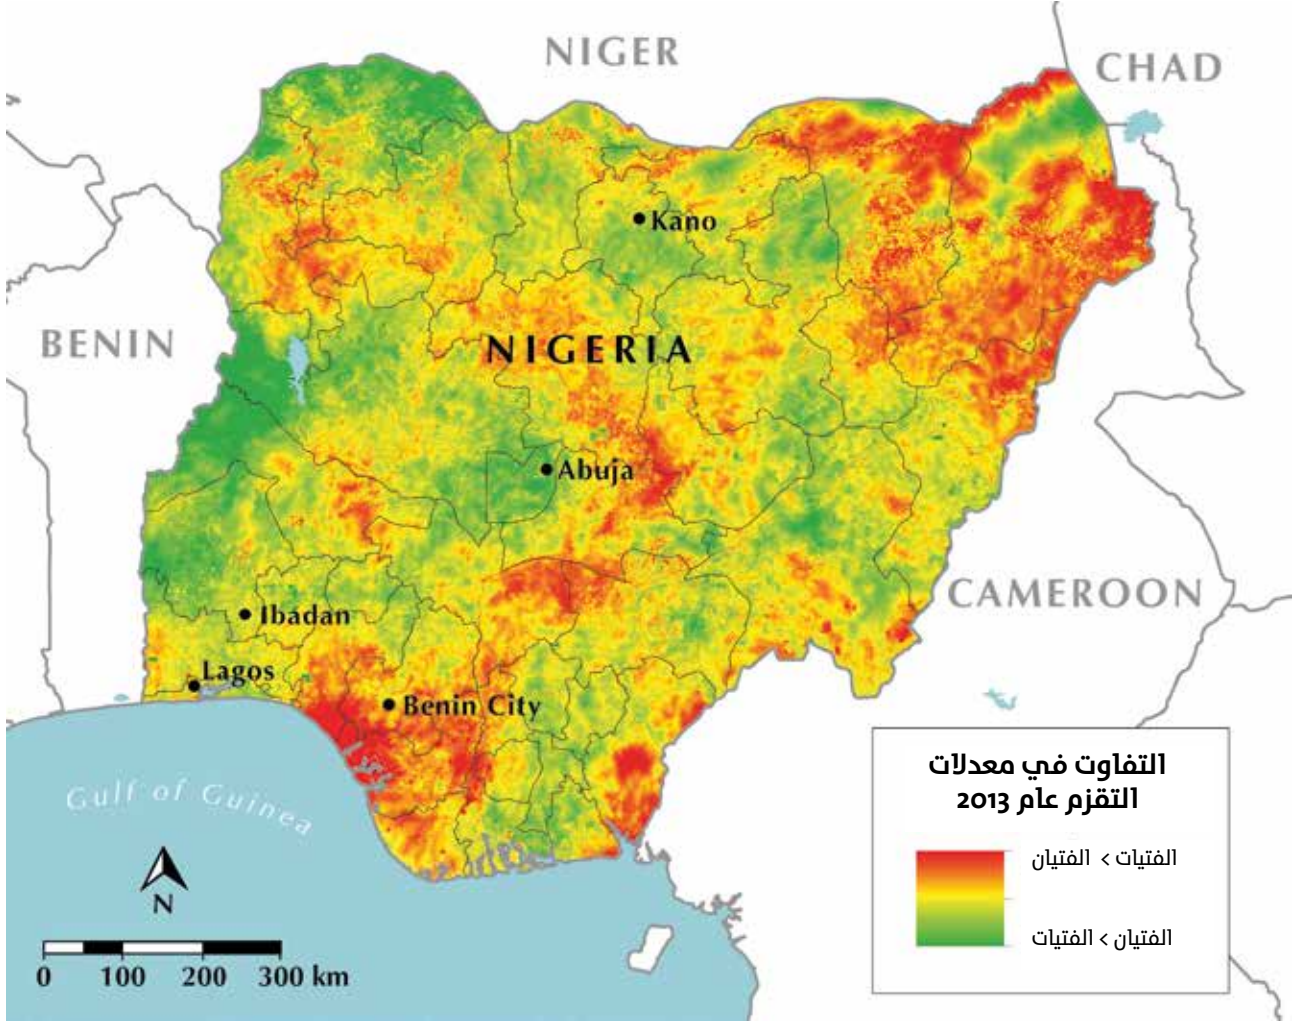 NIGER
CHAD
Kano
BENIN
NIGERIA
Abuja
CAMEROON
Ibadan
Lagos
Benin City
Gulf of Guinea
التفاوت في معدلات
التقزم عام 2013
الفتيات > الفتيان
الفتيان > الفتيات
N
0 100 200 300 km